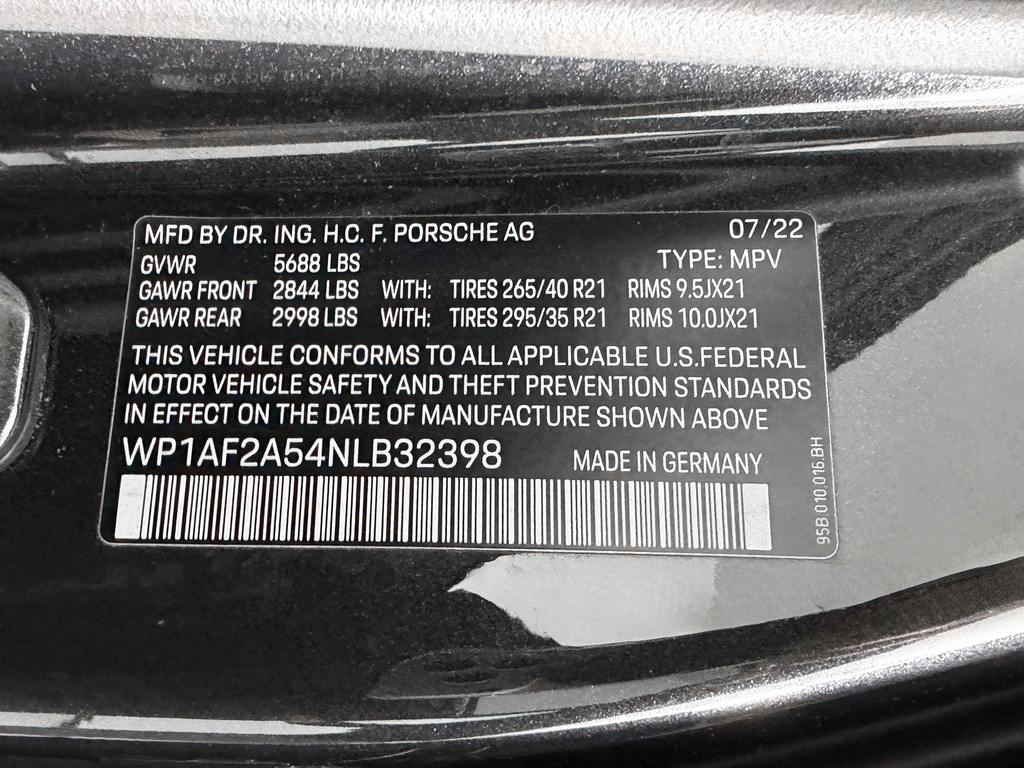 MFD BY DR. ING. H.C. F. PORSCHE AG 07/22
GVWR 5688 LBS TYPE: MPV
GAWR FRONT 2844 LBS WITH: TIRES 265/40 R21 RIMS 9.5JX21
GAWR REAR 2998 LBS WITH: TIRES 295/35 R21 RIMS 10.0JX21
THIS VEHICLE CONFORMS TO ALL APPLICABLE U.S.FEDERAL
MOTOR VEHICLE SAFETY AND THEFT PREVENTION STANDARDS
IN EFFECT ON THE DATE OF MANUFACTURE SHOWN ABOVE
WP1AF2A54NLB32398 MADE IN GERMANY
95B 010 016.BH